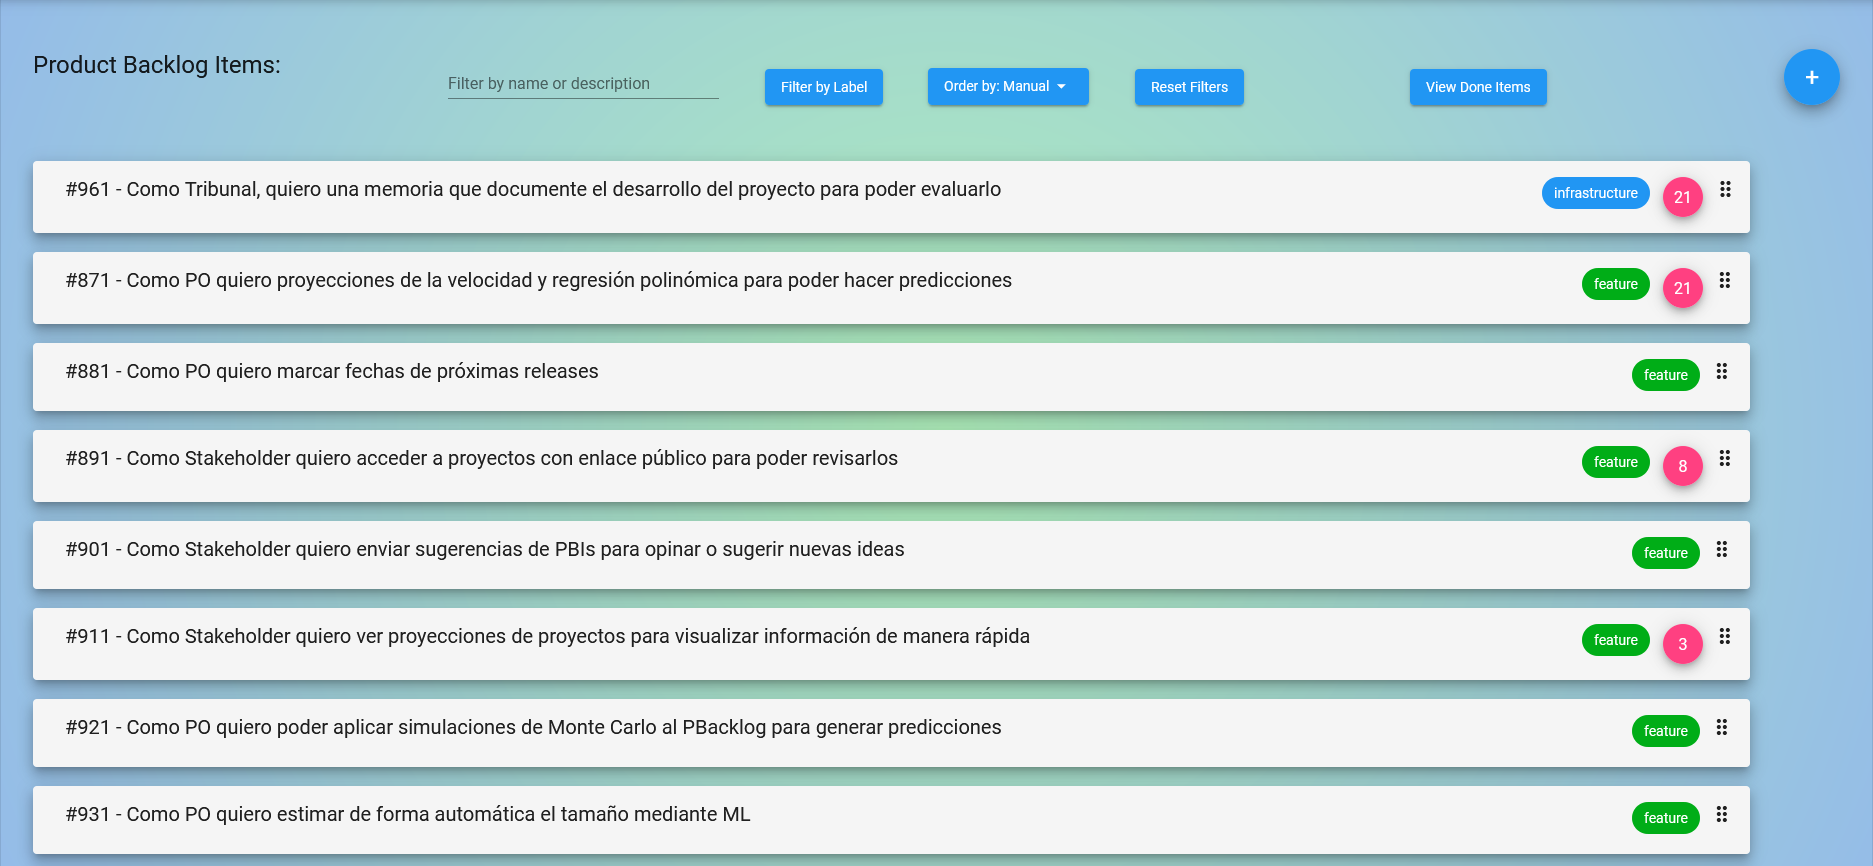 Product Backlog Items:
Filter by name or description
Filter by Label
Order by: Manual
Reset Filters
View Done Items
+
#961 - Como Tribunal, quiero una memoria que documente el desarrollo del proyecto para poder evaluarlo
infrastructure
21
#871 - Como PO quiero proyecciones de la velocidad y regresión polinómica para poder hacer predicciones
feature
21
#881 - Como PO quiero marcar fechas de próximas releases
feature
#891 - Como Stakeholder quiero acceder a proyectos con enlace público para poder revisarlos
feature
8
#901 - Como Stakeholder quiero enviar sugerencias de PBIs para opinar o sugerir nuevas ideas
feature
#911 - Como Stakeholder quiero ver proyecciones de proyectos para visualizar información de manera rápida
feature
3
#921 - Como PO quiero poder aplicar simulaciones de Monte Carlo al PBacklog para generar predicciones
feature
#931 - Como PO quiero estimar de forma automática el tamaño mediante ML
feature